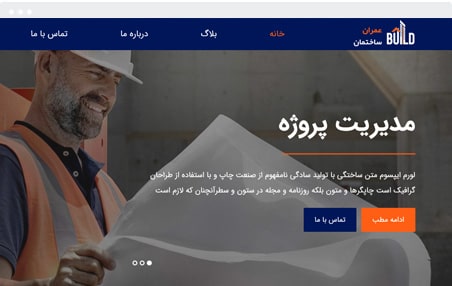 عمران
ساختمان
BUILD
خانه
بلاگ
درباره ما
تماس با ما
مدیریت پروژه
لورم ایپسوم متن ساختگی با تولید سادگی نامفهوم از صنعت چاپ و با استفاده از طراحان
گرافیک است چاپگرها و متون بلکه روزنامه و مجله در ستون و سطرآنچنان که لازم است
ادامه مطب
تماس با ما